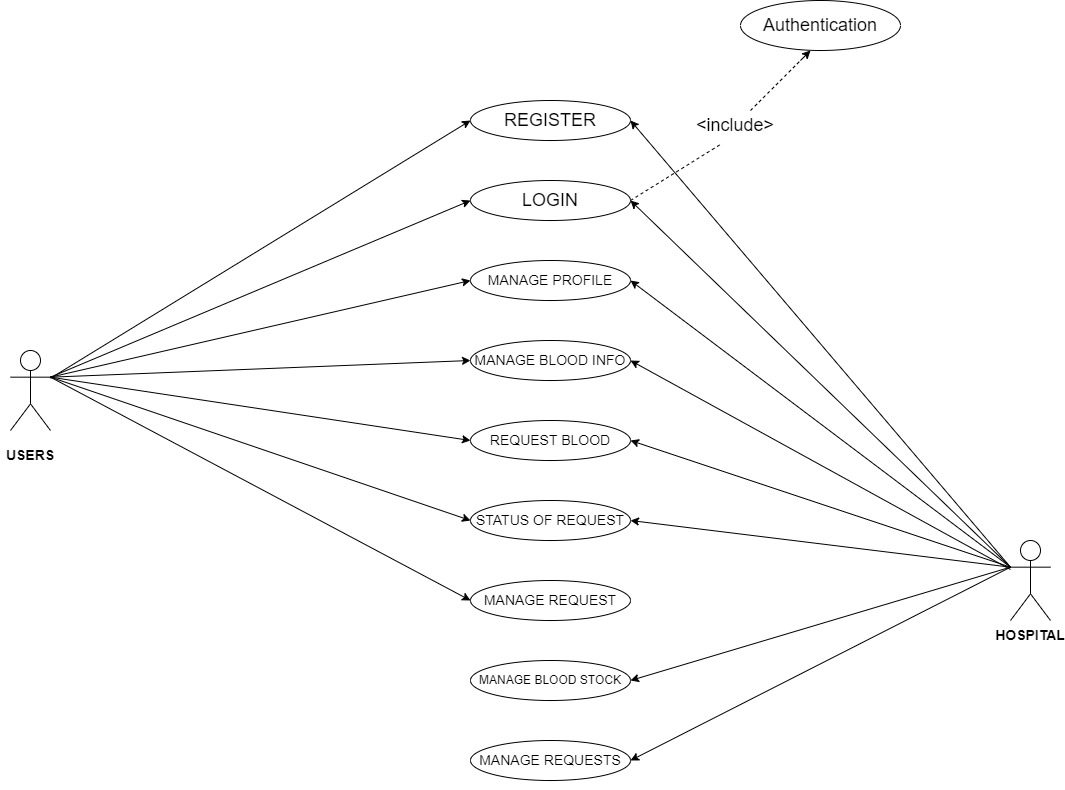 Authentication
REGISTER
<include>
LOGIN
MANAGE PROFILE
MANAGE BLOOD INFO
REQUEST BLOOD
USERS
STATUS OF REQUEST
MANAGE REQUEST
HOSPITAL
MANAGE BLOOD STOCK
MANAGE REQUESTS